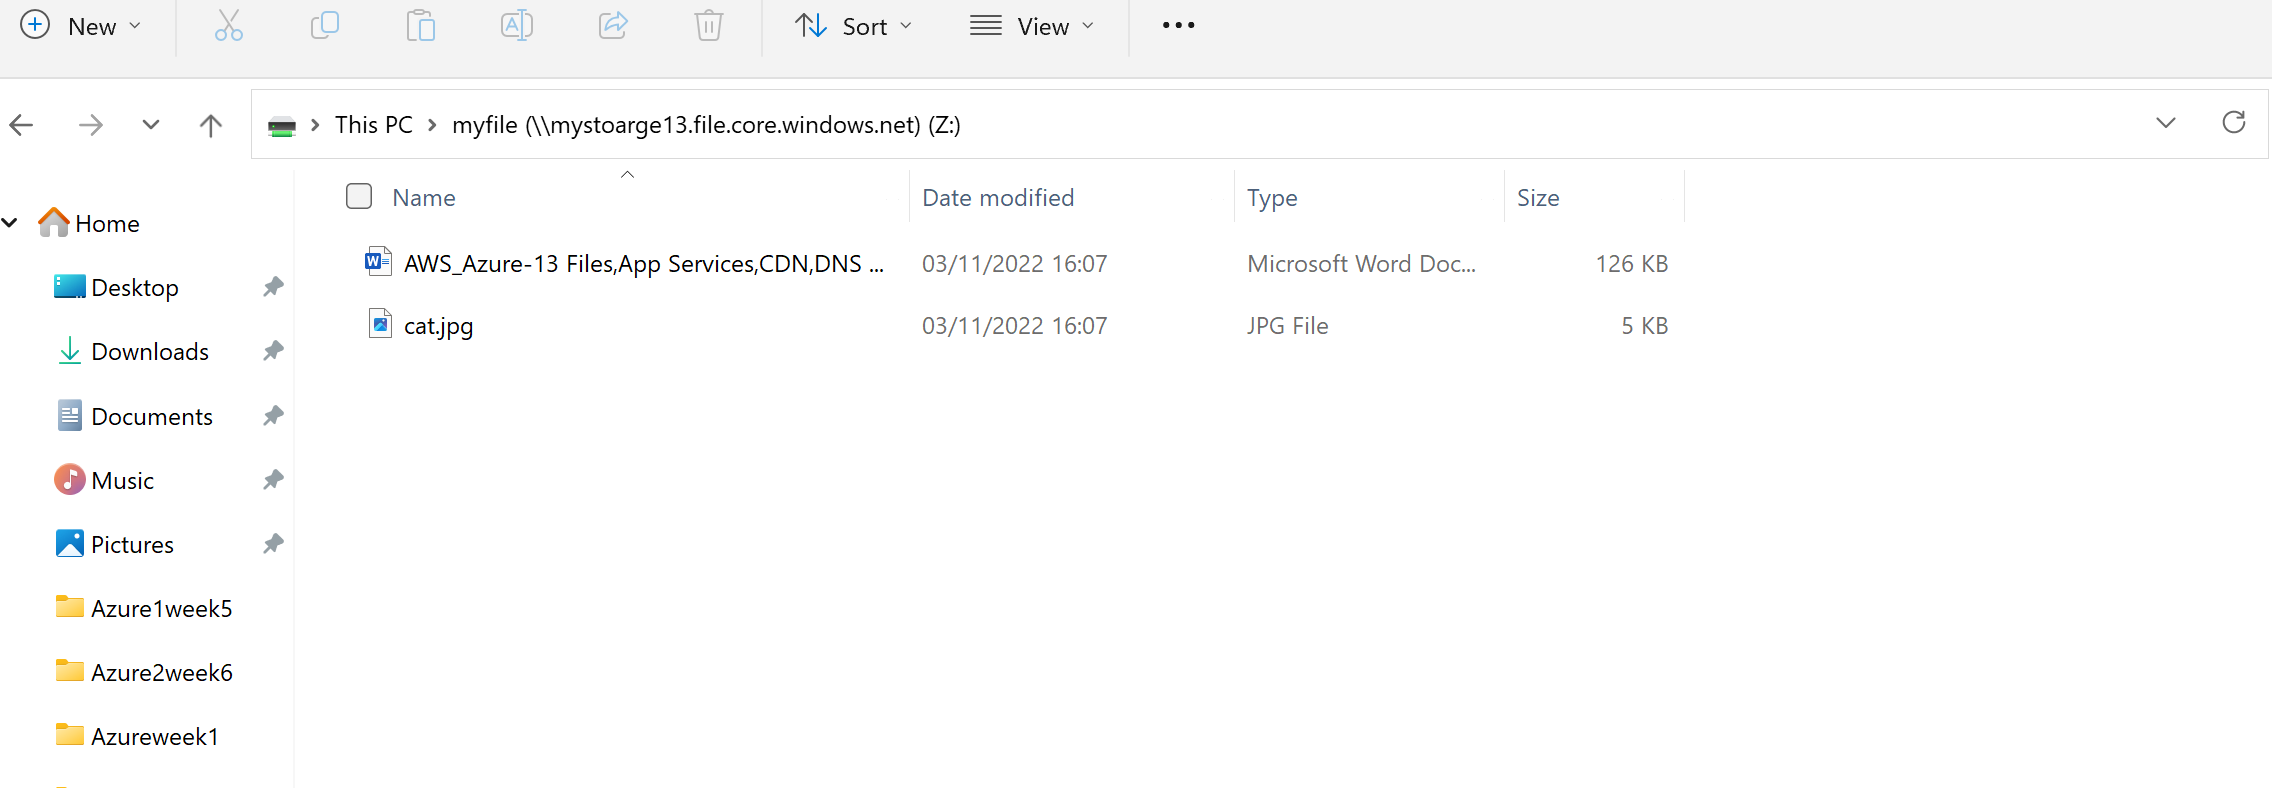 New
Sort
View
This PC
myfile (\\mystoarge13.file.core.windows.net) (Z:)
Name
Date modified
Type
Size
Home
AWS_Azure-13 Files,App Services,CDN,DNS ...
03/11/2022 16:07
Microsoft Word Doc...
126 KB
Desktop
cat.jpg
03/11/2022 16:07
JPG File
5 KB
Downloads
Documents
Music
Pictures
Azure1week5
Azure2week6
Azureweek1